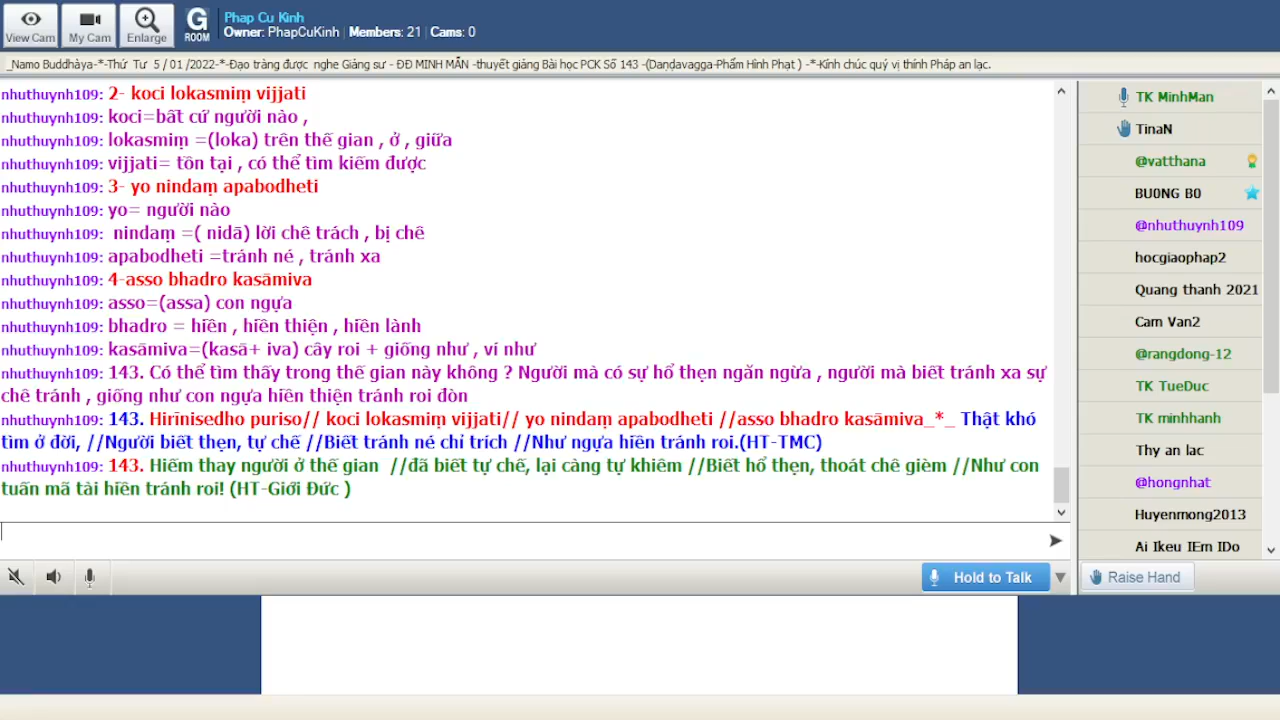 View Cam
My Cam
Enlarge
G
ROOM
Phap Cu Kinh
Owner: PhapCuKinh | Members: 21 | Cams: 0
_Namo Buddhàya-*-Thứ Tư 5 / 01 /2022-*-Đạo tràng được nghe Giảng sư - ĐĐ MINH MẪN -thuyết giảng Bài học PCK Số 143 -(Daṇḍavagga-Phẩm Hình Phạt ) -*-Kính chúc quý vị thính Pháp an lạc.
nhuthuynh109: 2- koci lokasmiṃ vijjati
nhuthuynh109: koci=bất cứ người nào ,
nhuthuynh109: lokasmiṃ =(loka) trên thế gian , ở , giữa
nhuthuynh109: vijjati= tồn tại , có thể tìm kiếm được
nhuthuynh109: 3- yo nindaṃ apabodheti
nhuthuynh109: yo= người nào
nhuthuynh109: nindaṃ =( nidā) lời chê trách , bị chê
nhuthuynh109: apabodheti =tránh né , tránh xa
nhuthuynh109: 4-asso bhadro kasāmiva
nhuthuynh109: asso=(assa) con ngựa
nhuthuynh109: bhadro = hiền , hiền thiện , hiền lành
nhuthuynh109: kasāmiva=(kasā+ iva) cây roi + giống như , ví như
nhuthuynh109: 143. Có thể tìm thấy trong thế gian này không ? Người mà có sự hổ thẹn ngăn ngừa , người mà biết tránh xa sự
chê tránh , giống như con ngựa hiền thiện tránh roi đòn
nhuthuynh109: 143. Hirīnisedho puriso// koci lokasmiṃ vijjati// yo nindaṃ apabodheti //asso bhadro kasāmiva_*_ Thật khó
tìm ở đời, //Người biết thẹn, tự chế //Biết tránh né chỉ trích //Như ngựa hiền tránh roi.(HT-TMC)
nhuthuynh109: 143. Hiếm thay người ở thế gian //đã biết tự chế, lại càng tự khiêm //Biết hổ thẹn, thoát chê gièm //Như con
tuấn mã tài hiền tránh roi! (HT-Giới Đức )
Hold to Talk
TK MinhMan
TinaN
@vatthana
BU0NG B0
@nhuthuynh109
hocgiaophap2
Quang thanh 2021
Cam Van2
@rangdong-12
TK TueDuc
TK minhhanh
Thy an lac
@hongnhat
Huyenmong2013
Ai Ikeu IEm IDo
Raise Hand